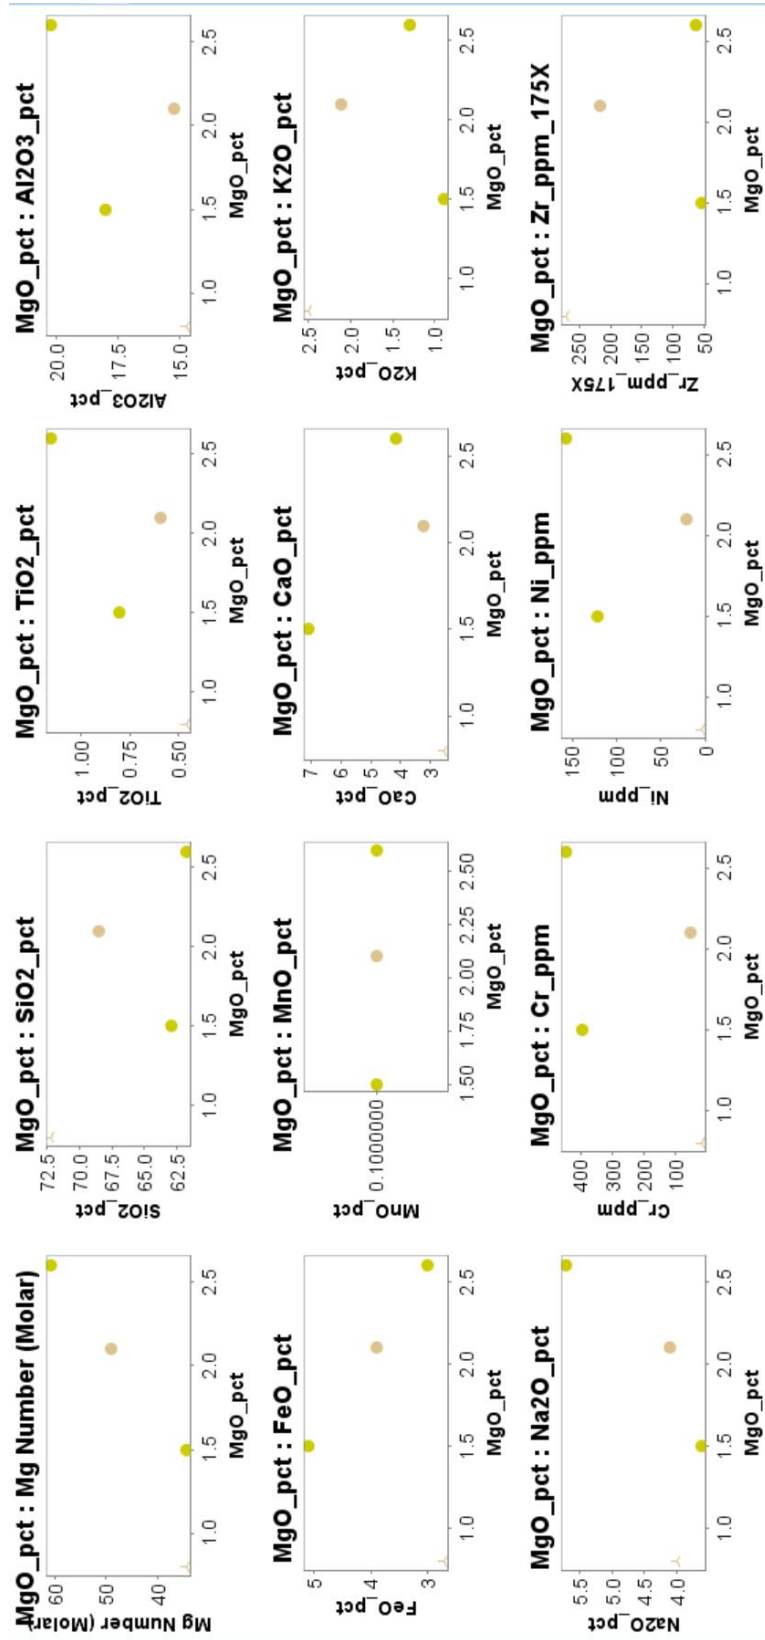 MgO_pct : Mg Number (Molar)
Mg Number (Molar)
60
50
40
1.0 1.5 2.0 2.5
MgO_pct
MgO_pct : SiO2_pct
SiO2_pct
72.5
70.0
67.5
65.0
62.5
1.0 1.5 2.0 2.5
MgO_pct
MgO_pct : TiO2_pct
TiO2_pct
1.00
0.75
0.50
1.0 1.5 2.0 2.5
MgO_pct
MgO_pct : Al2O3_pct
Al2O3_pct
20.0
17.5
15.0
1.0 1.5 2.0 2.5
MgO_pct
MgO_pct : FeO_pct
FeO_pct
5
4
3
1.0 1.5 2.0 2.5
MgO_pct
MgO_pct : MnO_pct
MnO_pct
0.1000000
1.50 1.75 2.00 2.25 2.50
MgO_pct
MgO_pct : CaO_pct
CaO_pct
7
6
5
4
3
1.0 1.5 2.0 2.5
MgO_pct
MgO_pct : K2O_pct
K2O_pct
2.5
2.0
1.5
1.0
1.0 1.5 2.0 2.5
MgO_pct
MgO_pct : Na2O_pct
Na2O_pct
5.5
5.0
4.5
4.0
1.0 1.5 2.0 2.5
MgO_pct
MgO_pct : Cr_ppm
Cr_ppm
400
300
200
100
1.0 1.5 2.0 2.5
MgO_pct
MgO_pct : Ni_ppm
Ni_ppm
150
100
50
0
1.0 1.5 2.0 2.5
MgO_pct
MgO_pct : Zr_ppm_175X
Zr_ppm_175X
250
200
150
100
50
1.0 1.5 2.0 2.5
MgO_pct